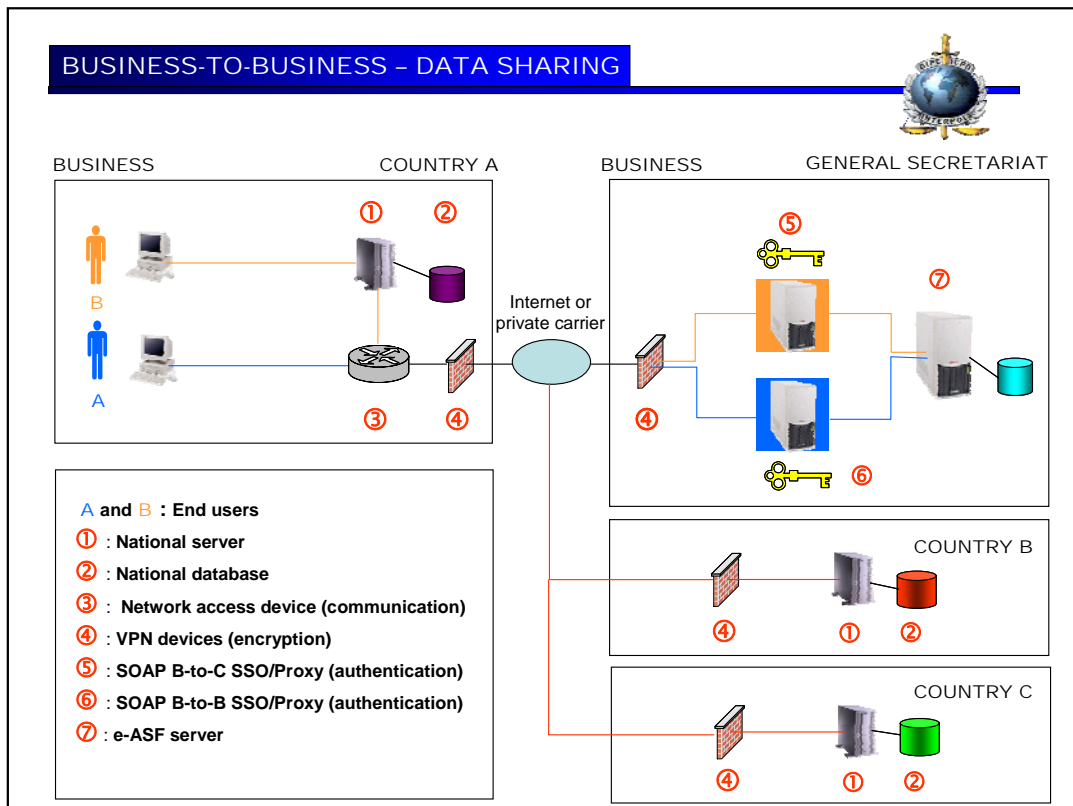 BUSINESS-TO-BUSINESS – DATA SHARING
OIPC ICPO
INTERPOL
BUSINESS
COUNTRY A
① ②
B
A
③ ④
Internet or
private carrier
BUSINESS
GENERAL SECRETARIAT
⑤
⑦
④
⑥
COUNTRY B
④ ① ②
COUNTRY C
④ ① ②
A and B : End users
① : National server
② : National database
③ : Network access device (communication)
④ : VPN devices (encryption)
⑤ : SOAP B-to-C SSO/Proxy (authentication)
⑥ : SOAP B-to-B SSO/Proxy (authentication)
⑦ : e-ASF server